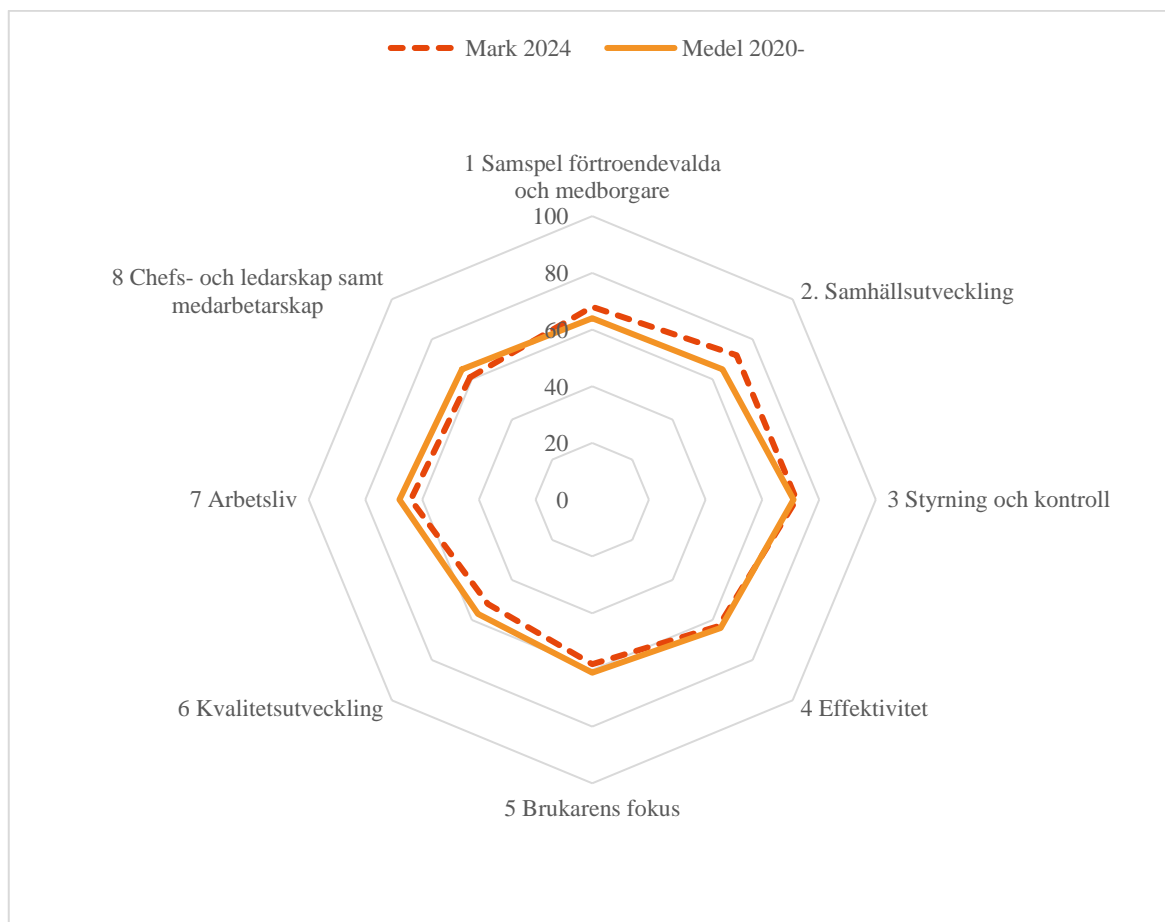 Mark 2024
Medel 2020-
1 Samspel förtroendevalda
och medborgare
2. Samhällsutveckling
3 Styrning och kontroll
4 Effektivitet
5 Brukarens fokus
6 Kvalitetsutveckling
7 Arbetsliv
8 Chefs- och ledarskap samt
medarbetarskap
100
80
60
40
20
0